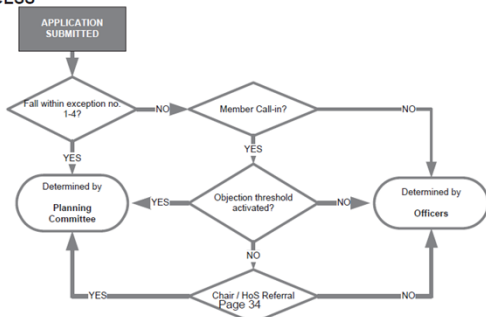 CESS
APPLICATION
SUBMITTED
Fall within exception no.
1-4?
NO
Member Call-in?
NO
YES
YES
Determined by
Planning
Committee
YES
Objection threshold
activated?
NO
Determined by
Officers
NO
YES
Chair / HoS Referral
NO
Page 34